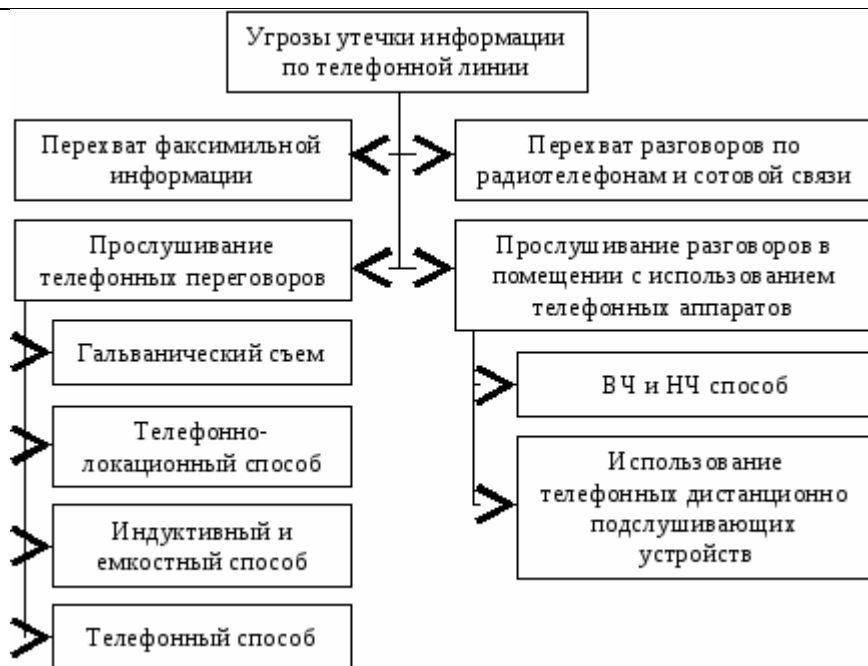 Угрозы утечки информации
по телефонной линии
Перехват факсимильной
информации
Перехват разговоров по
радиотелефонам и сотовой связи
Прослушивание
телефонных переговоров
Прослушивание разговоров в
помещении с использованием
телефонных аппаратов
Гальванический съем
Телефонно-
локационный способ
Индуктивный и
емкостный способ
Телефонный способ
ВЧ и НЧ способ
Использование
телефонных дистанционно
подслушивающих
устройств